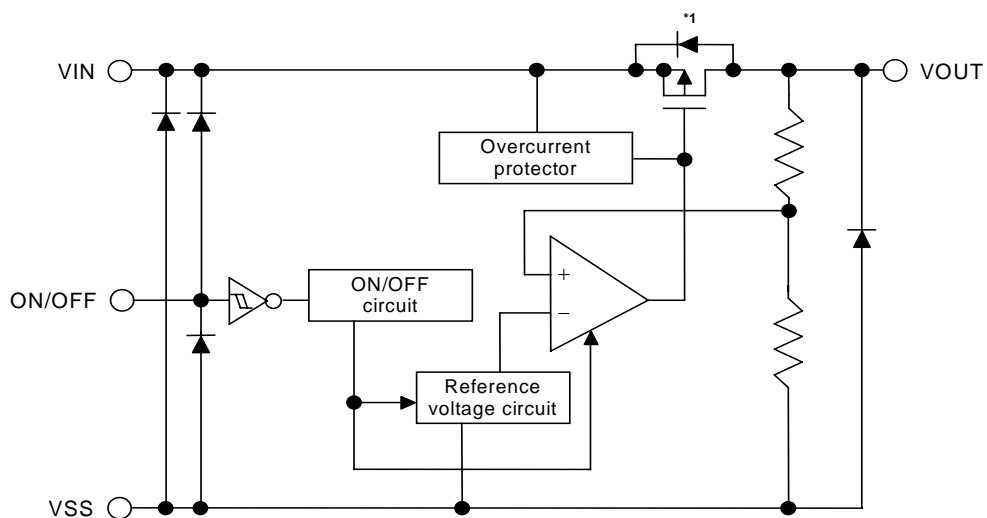 *1
VIN
VOUT
Overcurrent
protector
+
−
ON/OFF
ON/OFF
circuit
Reference
voltage circuit
VSS